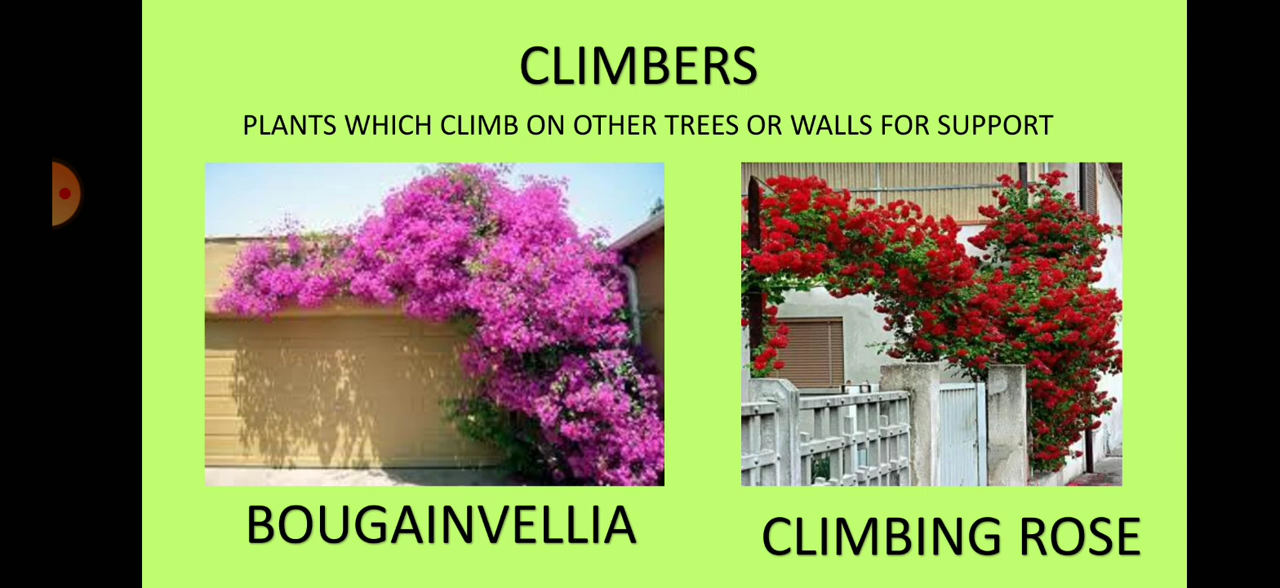 CLIMBERS
PLANTS WHICH CLIMB ON OTHER TREES OR WALLS FOR SUPPORT
BOUGAINVELLIA
CLIMBING ROSE